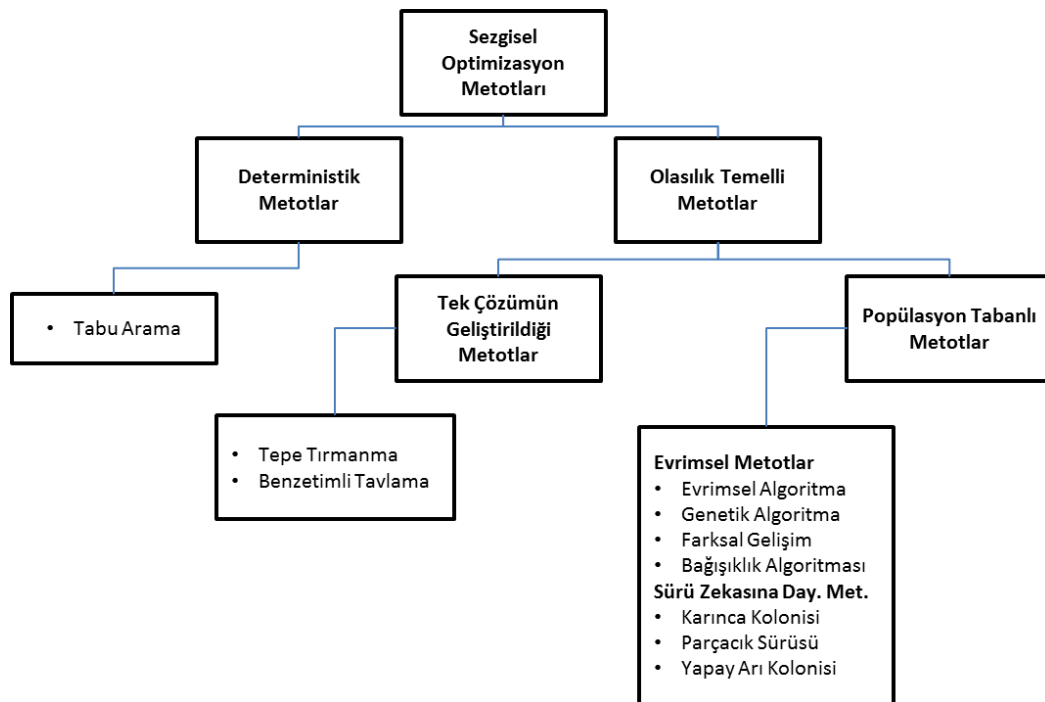 Sezgisel
Optimizasyon
Metotları
Deterministik
Metotlar
Olasılık Temelli
Metotlar
• Tabu Arama
Tek Çözümün
Geliştirildiği
Metotlar
Popülasyon Tabanlı
Metotlar
• Tepe Tırmanma
• Benzetimli Tavlama
Evrimsel Metotlar
• Evrimsel Algoritma
• Genetik Algoritma
• Farksal Gelişim
• Bağışıklık Algoritması
Sürü Zekasına Day. Met.
• Karınca Kolonisi
• Parçacık Sürüsü
• Yapay Arı Kolonisi